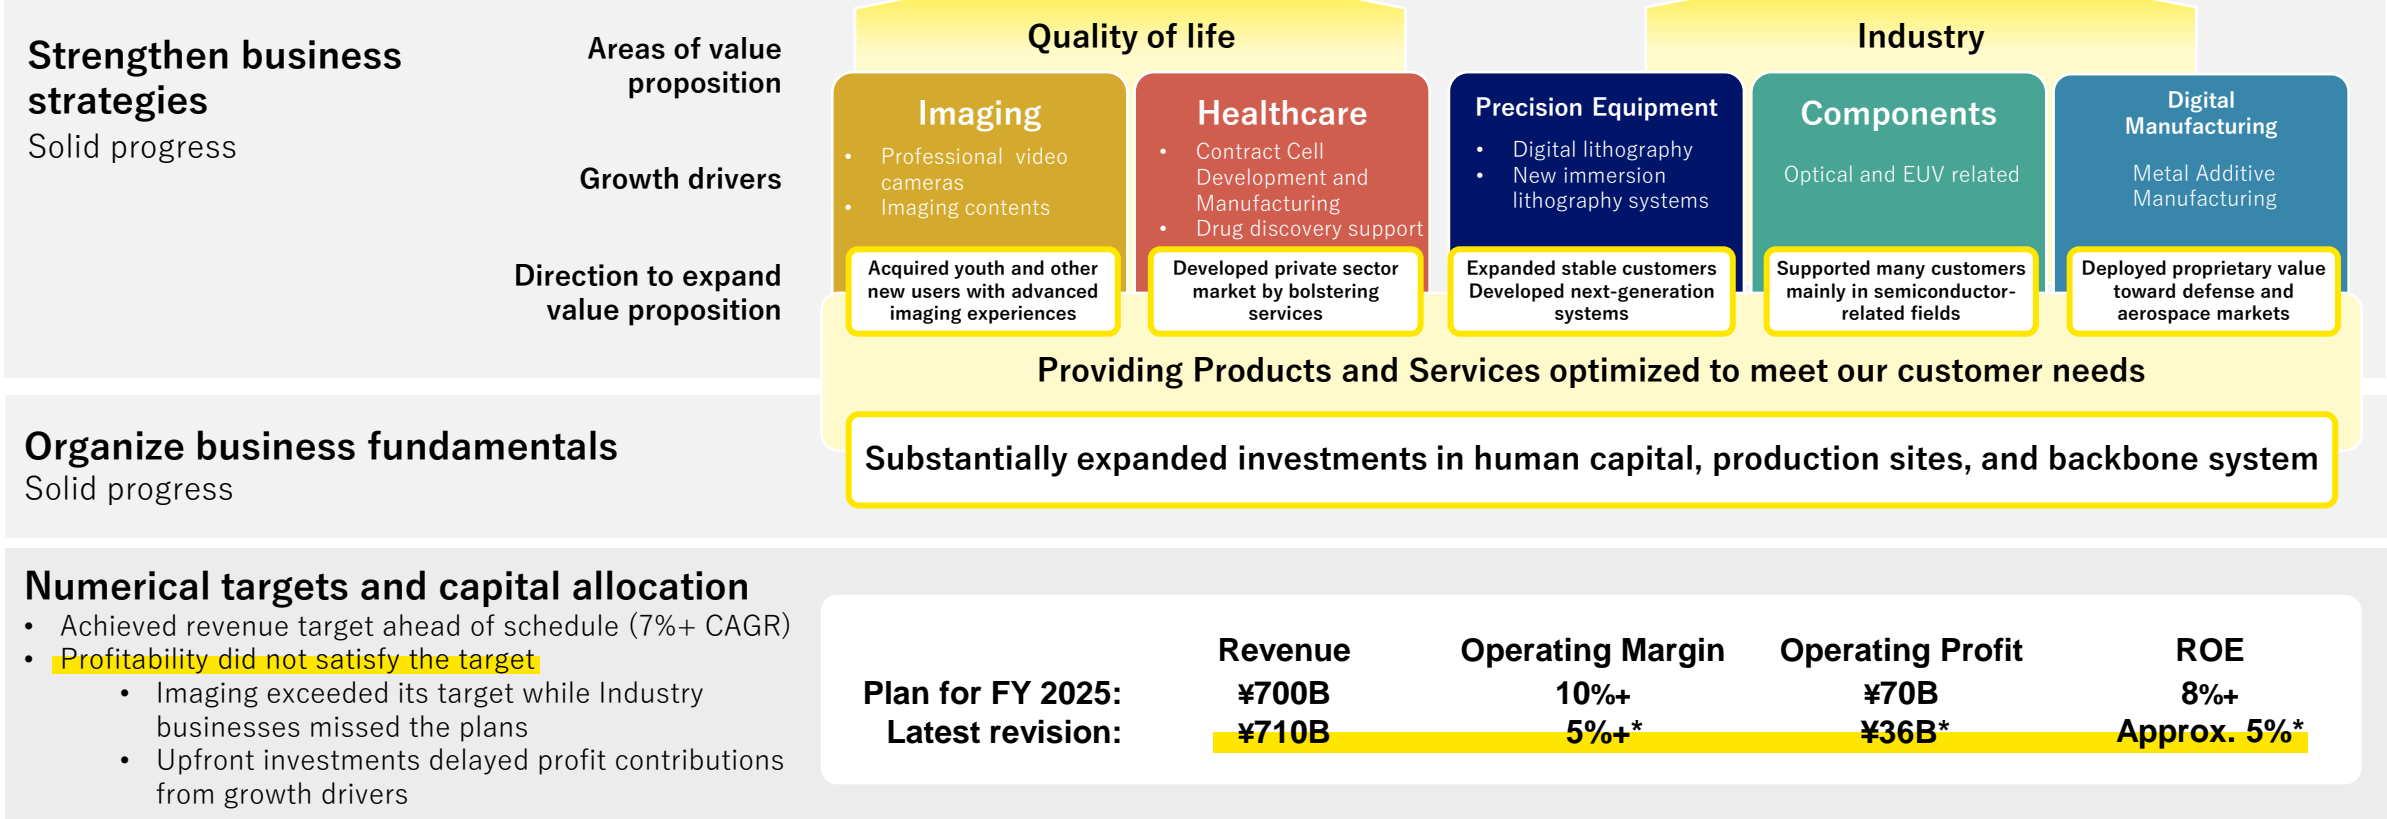 Strengthen business
strategies
Solid progress
Areas of value
proposition
Growth drivers
Direction to expand
value proposition
Quality of life
Industry
Imaging
• Professional video
cameras
• Imaging contents
Acquired youth and other
new users with advanced
imaging experiences
Healthcare
• Contract Cell
Development and
Manufacturing
• Drug discovery support
Developed private sector
market by bolstering
services
Precision Equipment
• Digital lithography
• New immersion
lithography systems
Expanded stable customers
Developed next-generation
systems
Components
Optical and EUV related
Supported many customers
mainly in semiconductor-
related fields
Digital
Manufacturing
Metal Additive
Manufacturing
Deployed proprietary value
toward defense and
aerospace markets
Providing Products and Services optimized to meet our customer needs
Organize business fundamentals
Solid progress
Substantially expanded investments in human capital, production sites, and backbone system
Numerical targets and capital allocation
• Achieved revenue target ahead of schedule (7%+ CAGR)
• Profitability did not satisfy the target
• Imaging exceeded its target while Industry
businesses missed the plans
• Upfront investments delayed profit contributions
from growth drivers
Revenue Operating Margin Operating Profit ROE
Plan for FY 2025: ¥700B 10%+ ¥70B 8%+
Latest revision: ¥710B 5%+* ¥36B* Approx. 5%*